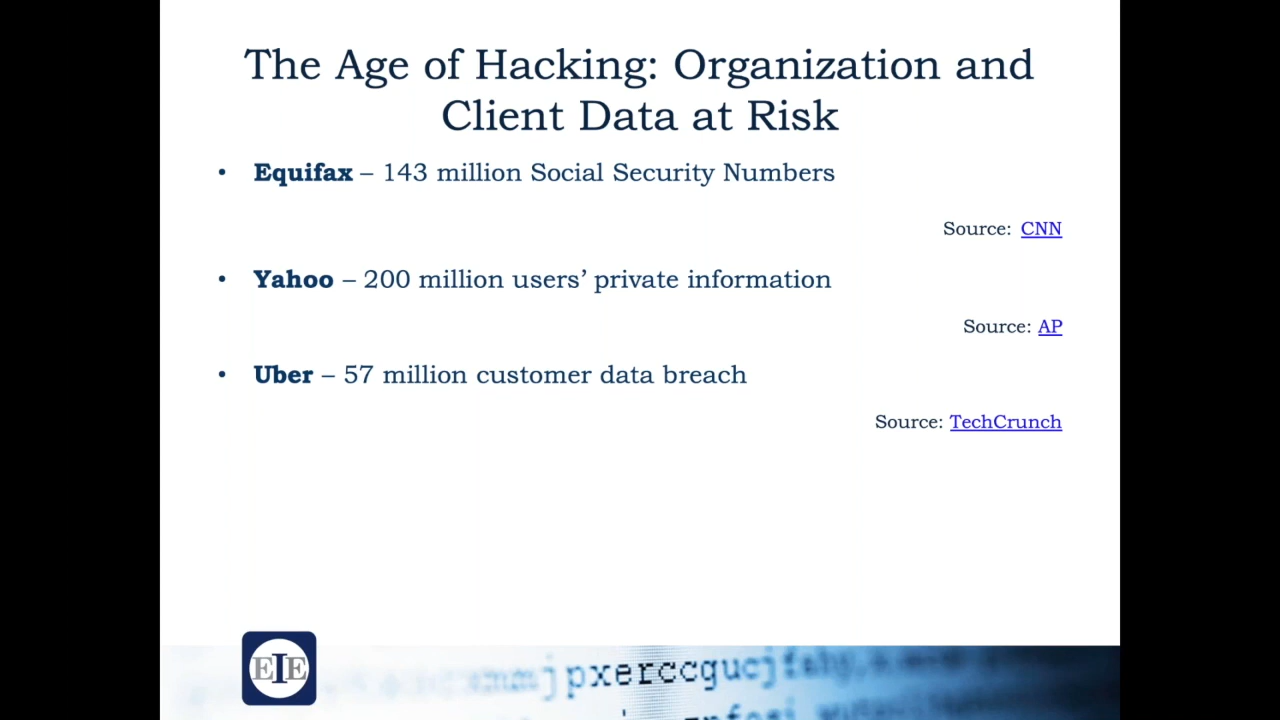 The Age of Hacking: Organization and
Client Data at Risk
• Equifax – 143 million Social Security Numbers
Source: CNN
• Yahoo – 200 million users’ private information
Source: AP
• Uber – 57 million customer data breach
Source: TechCrunch
EIE
jpxerccgucjfahy